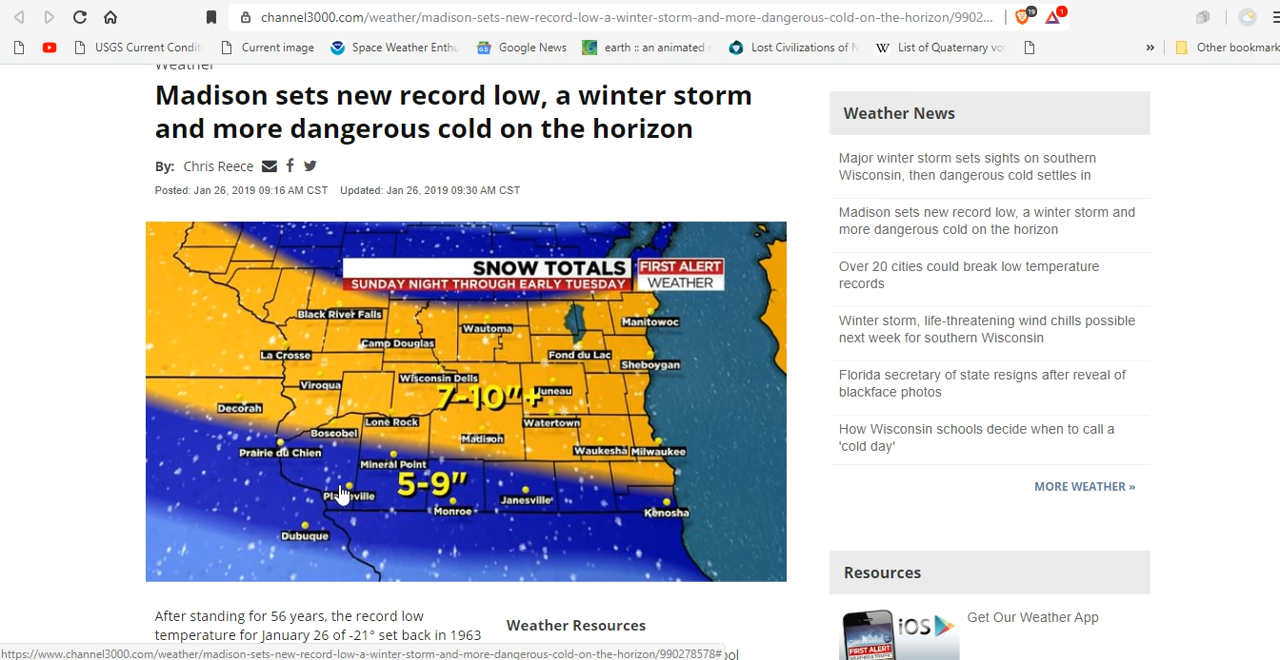 channel3000.com/weather/madison-sets-new-record-low-a-winter-storm-and-more-dangerous-cold-on-the-horizon/9902...
19
1
USGS Current Condit
Current image
Space Weather Enthu
Google News
earth :: an animated
Lost Civilizations of N
W
List of Quaternary vo
»
Other bookmark
Weather
Madison sets new record low, a winter storm
and more dangerous cold on the horizon
By: Chris Reece
Posted: Jan 26, 2019 09:16 AM CST Updated: Jan 26, 2019 09:30 AM CST
SNOW TOTALS
SUNDAY NIGHT THROUGH EARLY TUESDAY
FIRST ALERT
WEATHER
Black River Falls
Wautoma
Manitowoc
Camp Douglas
La Crosse
Fond du Lac
Sheboygan
Viroqua
Wisconsin Dells
7-10"+
Juneau
Decorah
Lone Rock
Watertown
Boscobel
Madison
Prairie du Chien
Waukesha
Milwaukee
Mineral Point
5-9"
Janesville
Monroe
Kenosha
Dubuque
After standing for 56 years, the record low
temperature for January 26 of -21° set back in 1963
Weather Resources
Weather News
Major winter storm sets sights on southern
Wisconsin, then dangerous cold settles in
Madison sets new record low, a winter storm and
more dangerous cold on the horizon
Over 20 cities could break low temperature
records
Winter storm, life-threatening wind chills possible
next week for southern Wisconsin
Florida secretary of state resigns after reveal of
blackface photos
How Wisconsin schools decide when to call a
'cold day'
MORE WEATHER »
Resources
iOS
FIRST ALERT
Get Our Weather App
https://www.channel3000.com/weather/madison-sets-new-record-low-a-winter-storm-and-more-dangerous-cold-on-the-horizon/990278578#